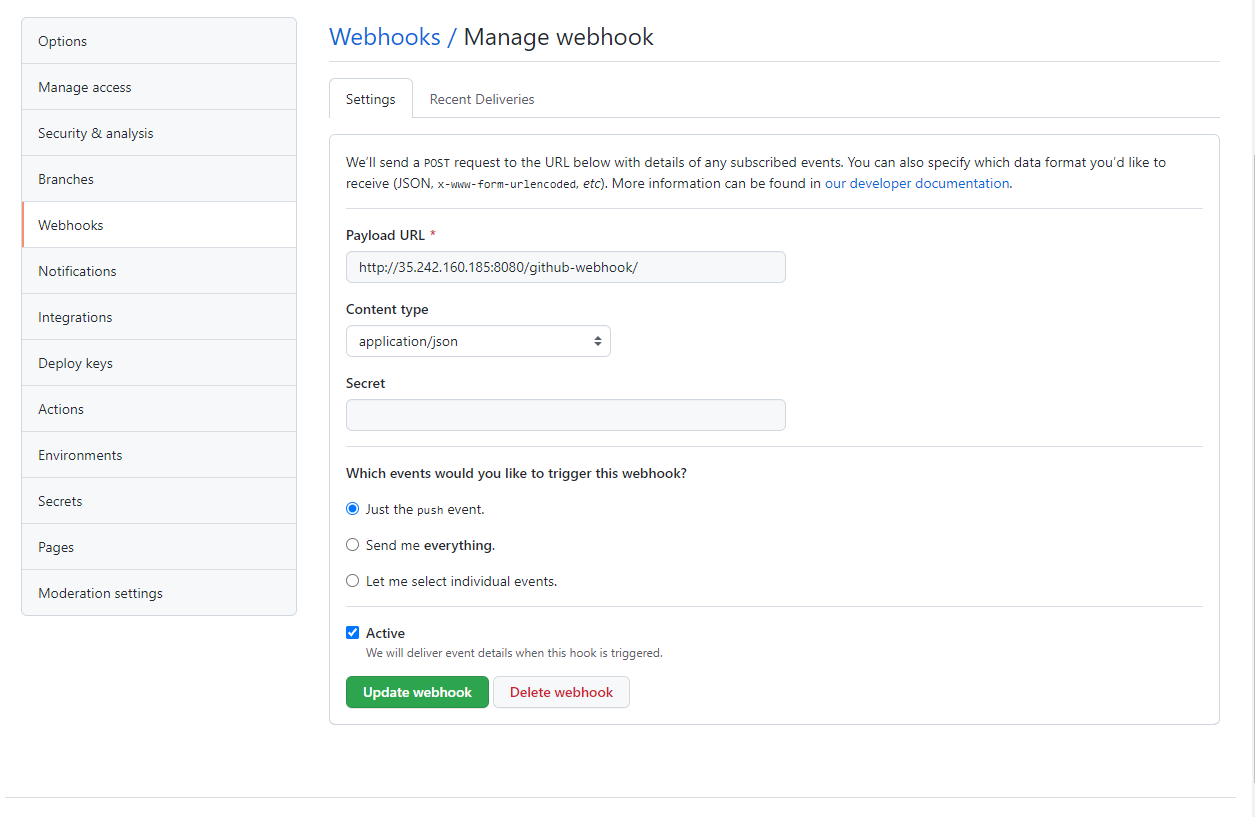 Options
Manage access
Security & analysis
Branches
Webhooks
Notifications
Integrations
Deploy keys
Actions
Environments
Secrets
Pages
Moderation settings
Webhooks / Manage webhook
Settings
Recent Deliveries
We'll send a POST request to the URL below with details of any subscribed events. You can also specify which data format you'd like to
receive (JSON, x-www-form-urlencoded, etc). More information can be found in our developer documentation.
Payload URL *
http://35.242.160.185:8080/github-webhook/
Content type
application/json
Secret
Which events would you like to trigger this webhook?
Just the push event.
Send me everything.
Let me select individual events.
Active
We will deliver event details when this hook is triggered.
Update webhook
Delete webhook